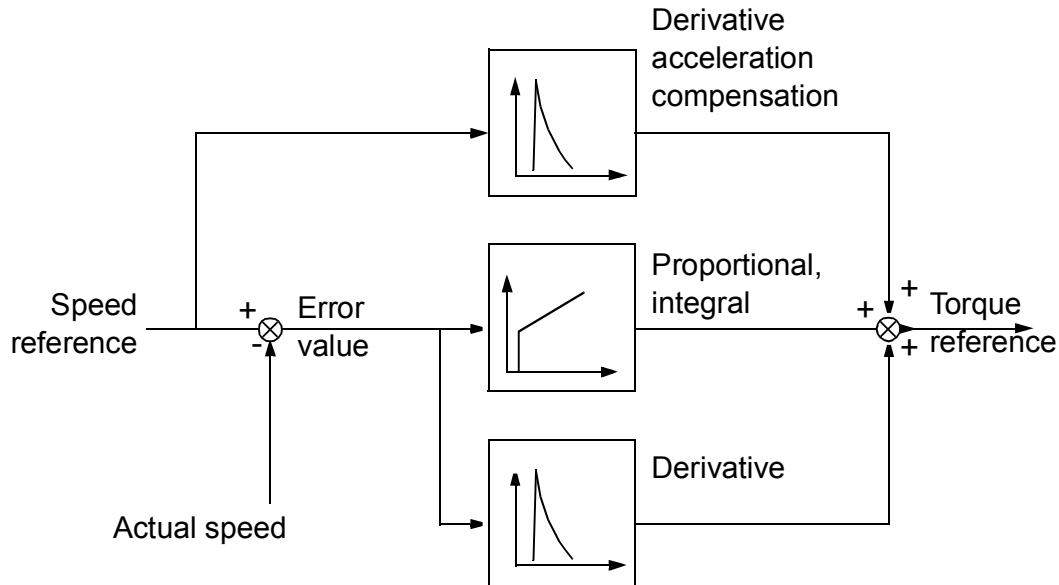 Derivative
acceleration
compensation
Proportional,
integral
Speed
reference
+
-
Error
value
+
+
+
Torque
reference
Derivative
Actual speed